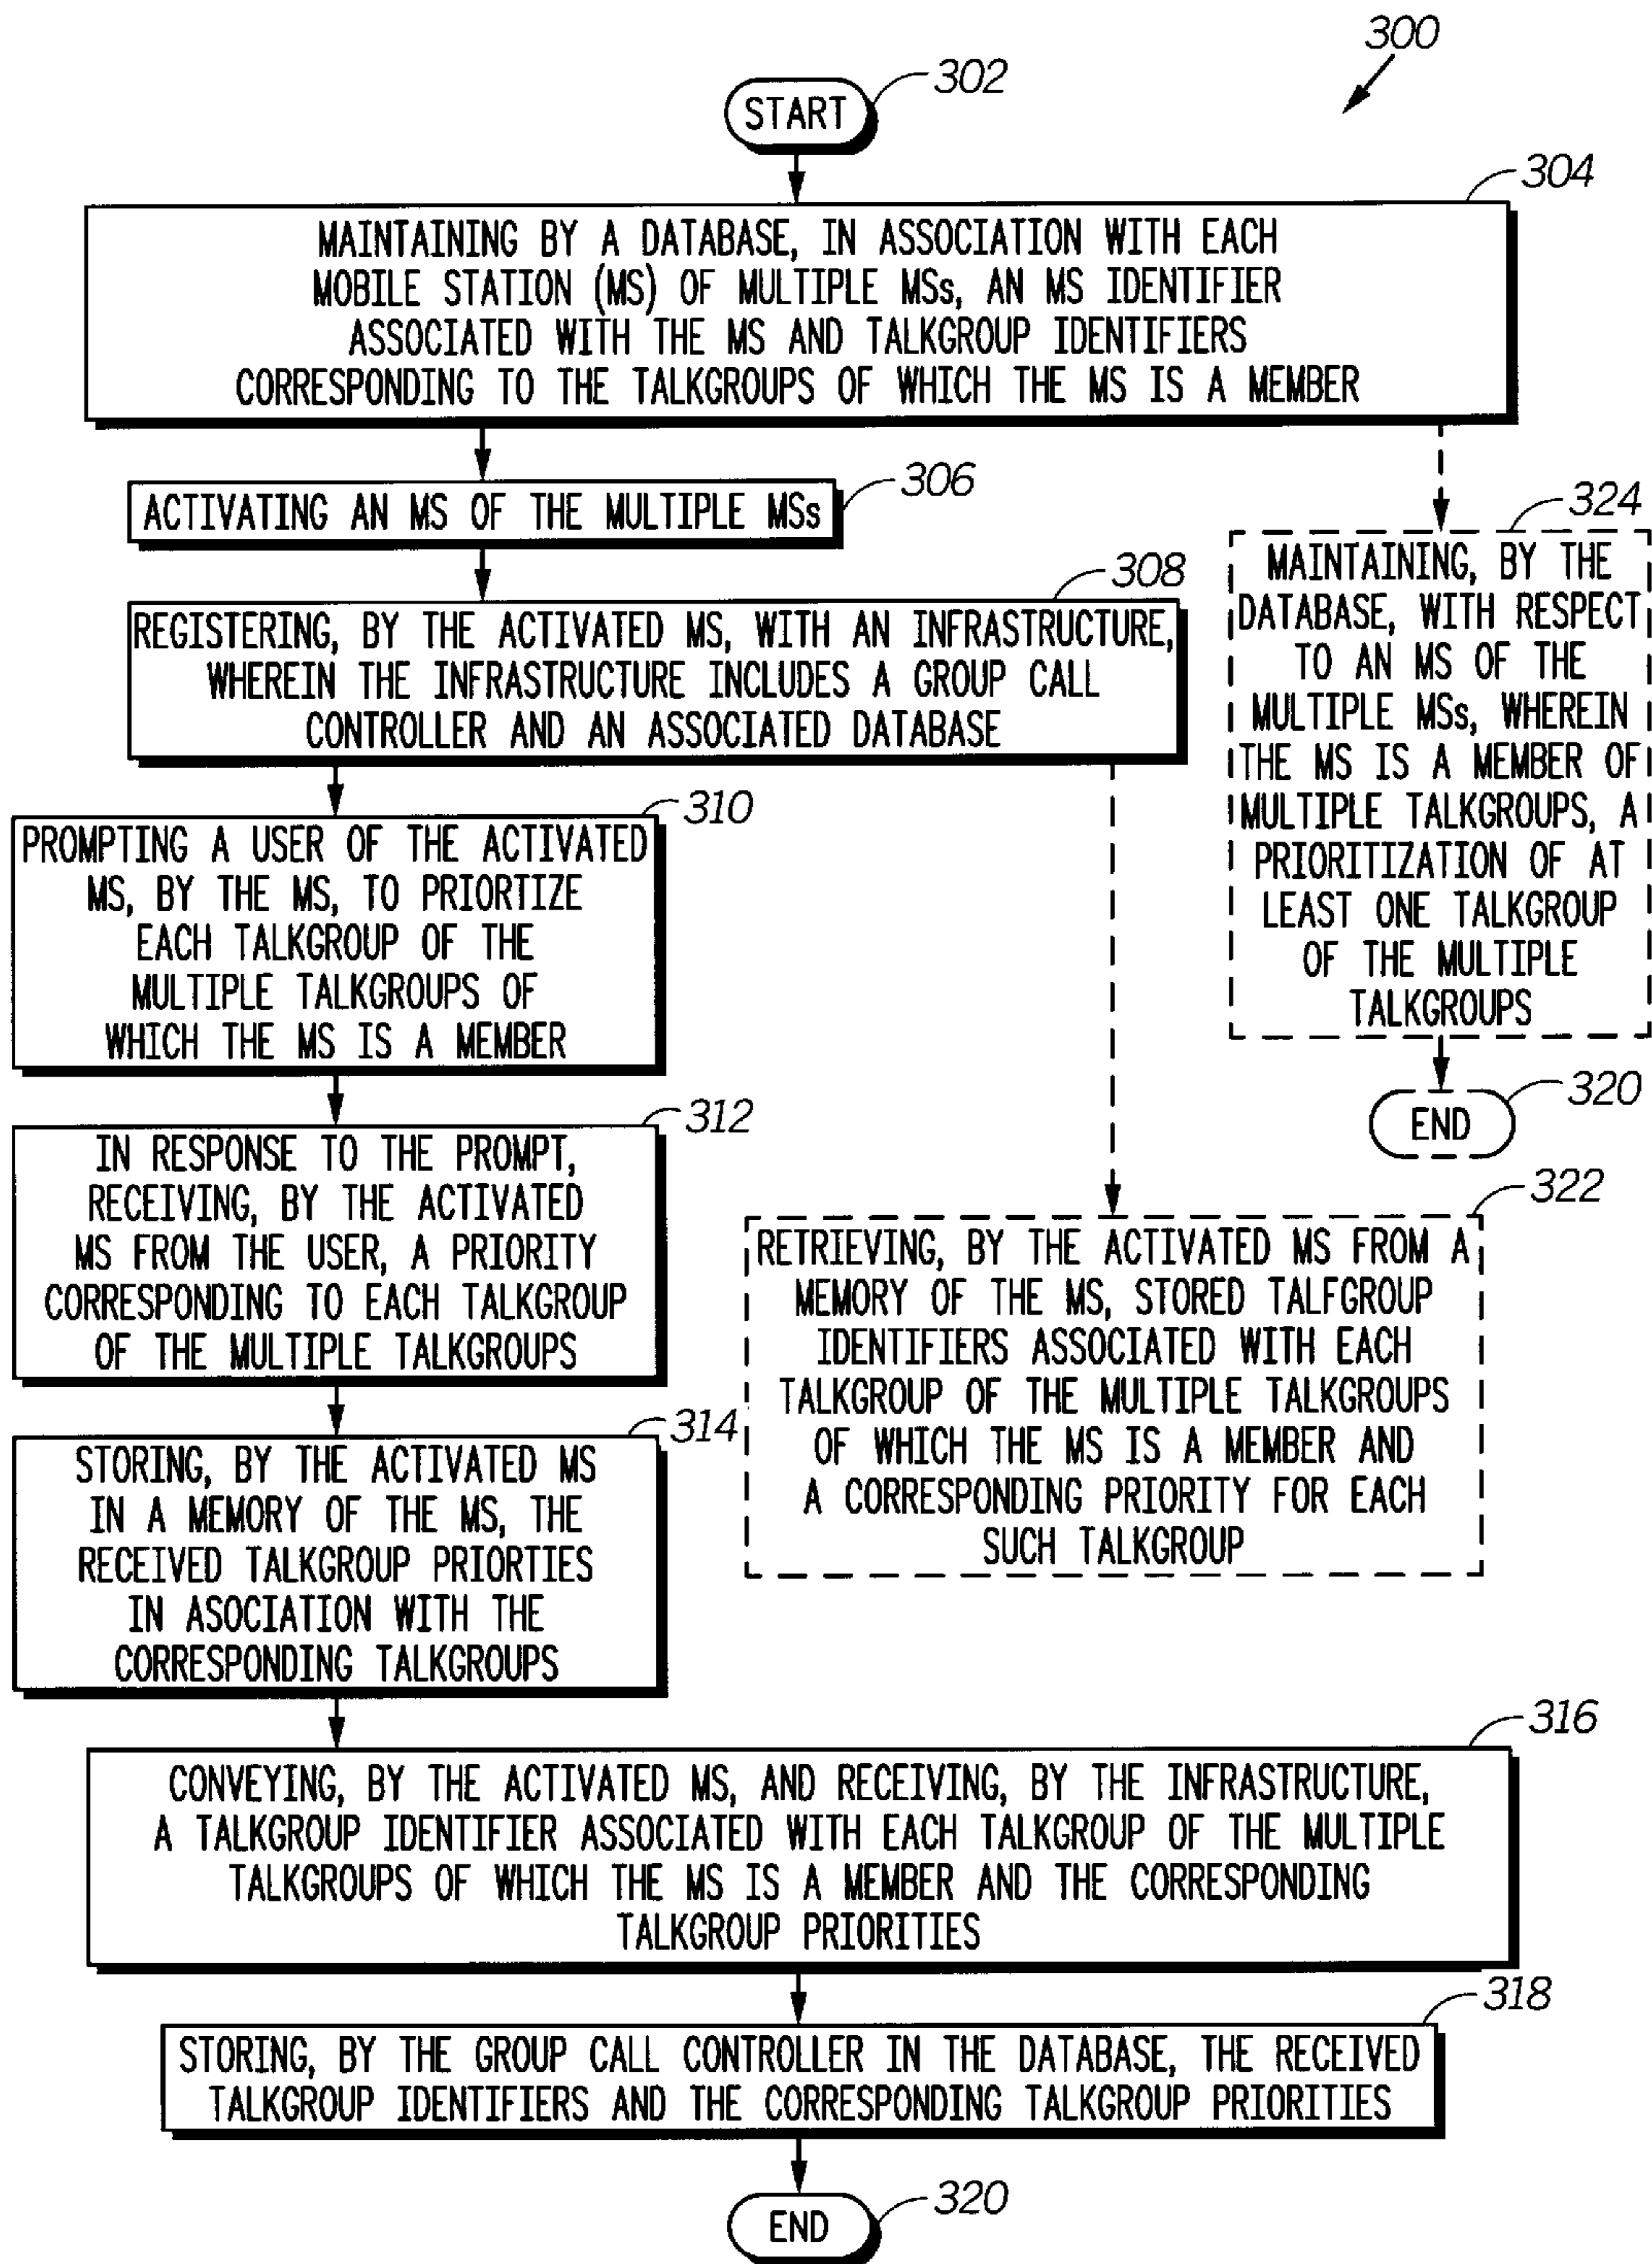 300
302
START
304
MAINTAINING BY A DATABASE, IN ASSOCIATION WITH EACH
MOBILE STATION (MS) OF MULTIPLE MSs, AN MS IDENTIFIER
ASSOCIATED WITH THE MS AND TALKGROUP IDENTIFIERS
CORRESPONDING TO THE TALKGROUPS OF WHICH THE MS IS A MEMBER
306
ACTIVATING AN MS OF THE MULTIPLE MSs
308
REGISTERING, BY THE ACTIVATED MS, WITH AN INFRASTRUCTURE,
WHEREIN THE INFRASTRUCTURE INCLUDES A GROUP CALL
CONTROLLER AND AN ASSOCIATED DATABASE
324
MAINTAINING, BY THE
DATABASE, WITH RESPECT
TO AN MS OF THE
MULTIPLE MSs, WHEREIN
THE MS IS A MEMBER OF
MULTIPLE TALKGROUPS, A
PRIORITIZATION OF AT
LEAST ONE TALKGROUP
OF THE MULTIPLE
TALKGROUPS
320
END
310
PROMPTING A USER OF THE ACTIVATED
MS, BY THE MS, TO PRIORTIZE
EACH TALKGROUP OF THE
MULTIPLE TALKGROUPS OF
WHICH THE MS IS A MEMBER
312
IN RESPONSE TO THE PROMPT,
RECEIVING, BY THE ACTIVATED
MS FROM THE USER, A PRIORITY
CORRESPONDING TO EACH TALKGROUP
OF THE MULTIPLE TALKGROUPS
322
RETRIEVING, BY THE ACTIVATED MS FROM A
MEMORY OF THE MS, STORED TALFGROUP
IDENTIFIERS ASSOCIATED WITH EACH
TALKGROUP OF THE MULTIPLE TALKGROUPS
OF WHICH THE MS IS A MEMBER AND
A CORRESPONDING PRIORITY FOR EACH
SUCH TALKGROUP
314
STORING, BY THE ACTIVATED MS
IN A MEMORY OF THE MS, THE
RECEIVED TALKGROUP PRIORTIES
IN ASOCIATION WITH THE
CORRESPONDING TALKGROUPS
316
CONVEYING, BY THE ACTIVATED MS, AND RECEIVING, BY THE INFRASTRUCTURE,
A TALKGROUP IDENTIFIER ASSOCIATED WITH EACH TALKGROUP OF THE MULTIPLE
TALKGROUPS OF WHICH THE MS IS A MEMBER AND THE CORRESPONDING
TALKGROUP PRIORITIES
318
STORING, BY THE GROUP CALL CONTROLLER IN THE DATABASE, THE RECEIVED
TALKGROUP IDENTIFIERS AND THE CORRESPONDING TALKGROUP PRIORITIES
320
END